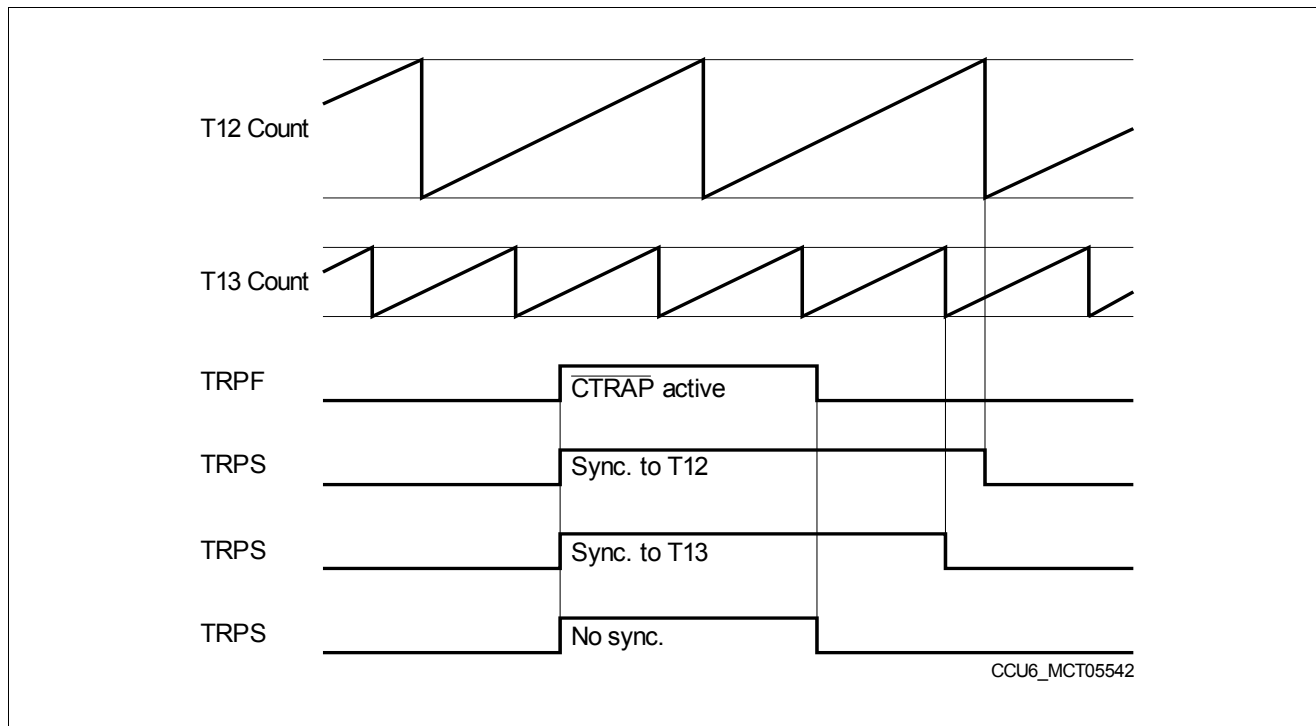 T12 Count
T13 Count
TRPF
CTRAP active
TRPS
Sync. to T12
TRPS
Sync. to T13
TRPS
No sync.
CCU6_MCT05542